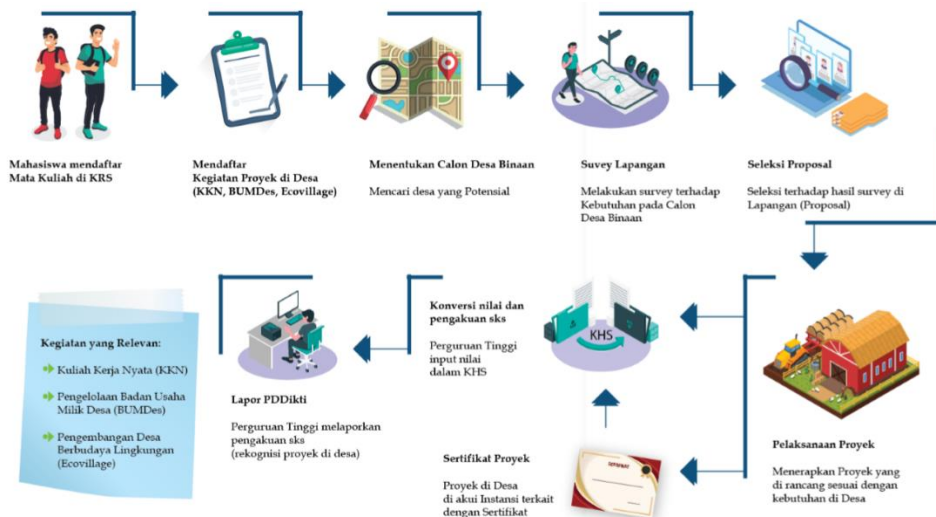 Mahasiswa mendaftar
Mata Kuliah di KRS
Mendaftar
Kegiatan Proyek di Desa
(KKN, BUMDes, Ecovillage)
Menentukan Calon Desa Binaan
Mencari desa yang Potensial
Suvey Lapangan
Melakukan survey terhadap
Kebutuhan pada Calon
Desa Binaan
Seleksi Proposal
Seleksi terhadap hasil survey di
Lapangan (Proposal)
Pelaksanaan Proyek
Menerapkan Proyek yang
di rancang sesuai dengan
kebutuhan di Desa
KHS
Konversi nilai dan
pengakuan sks
Perguruan Tinggi
input nilai
dalam KHS
Sertifikat Proyek
Proyek di Desa
di akui Instansi terkait
dengan Sertifikat
SERTIFIKAT
Lapor PDDikti
Perguruan Tinggi melaporkan
pengakuan sks
(rekognisi proyek di desa)
Kegiatan yang Relevan:
Kuliah Kerja Nyata (KKN)
Pengelolaan Badan Usaha
Milik Desa (BUMDes)
Pengembangan Desa
Berbudaya Lingkungan
(Ecovillage)